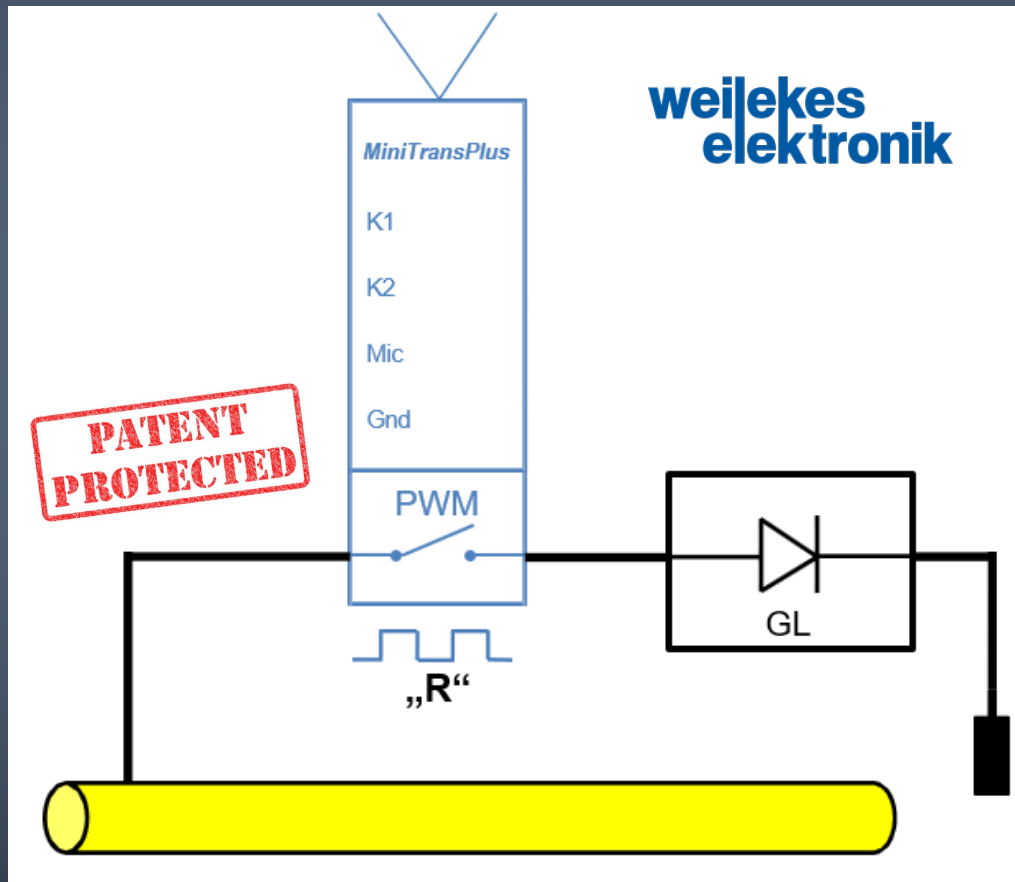 weilekes
elektronik
MiniTransPlus
K1
K2
Mic
Gnd
PATENT
PROTECTED
PWM
GL
„R“